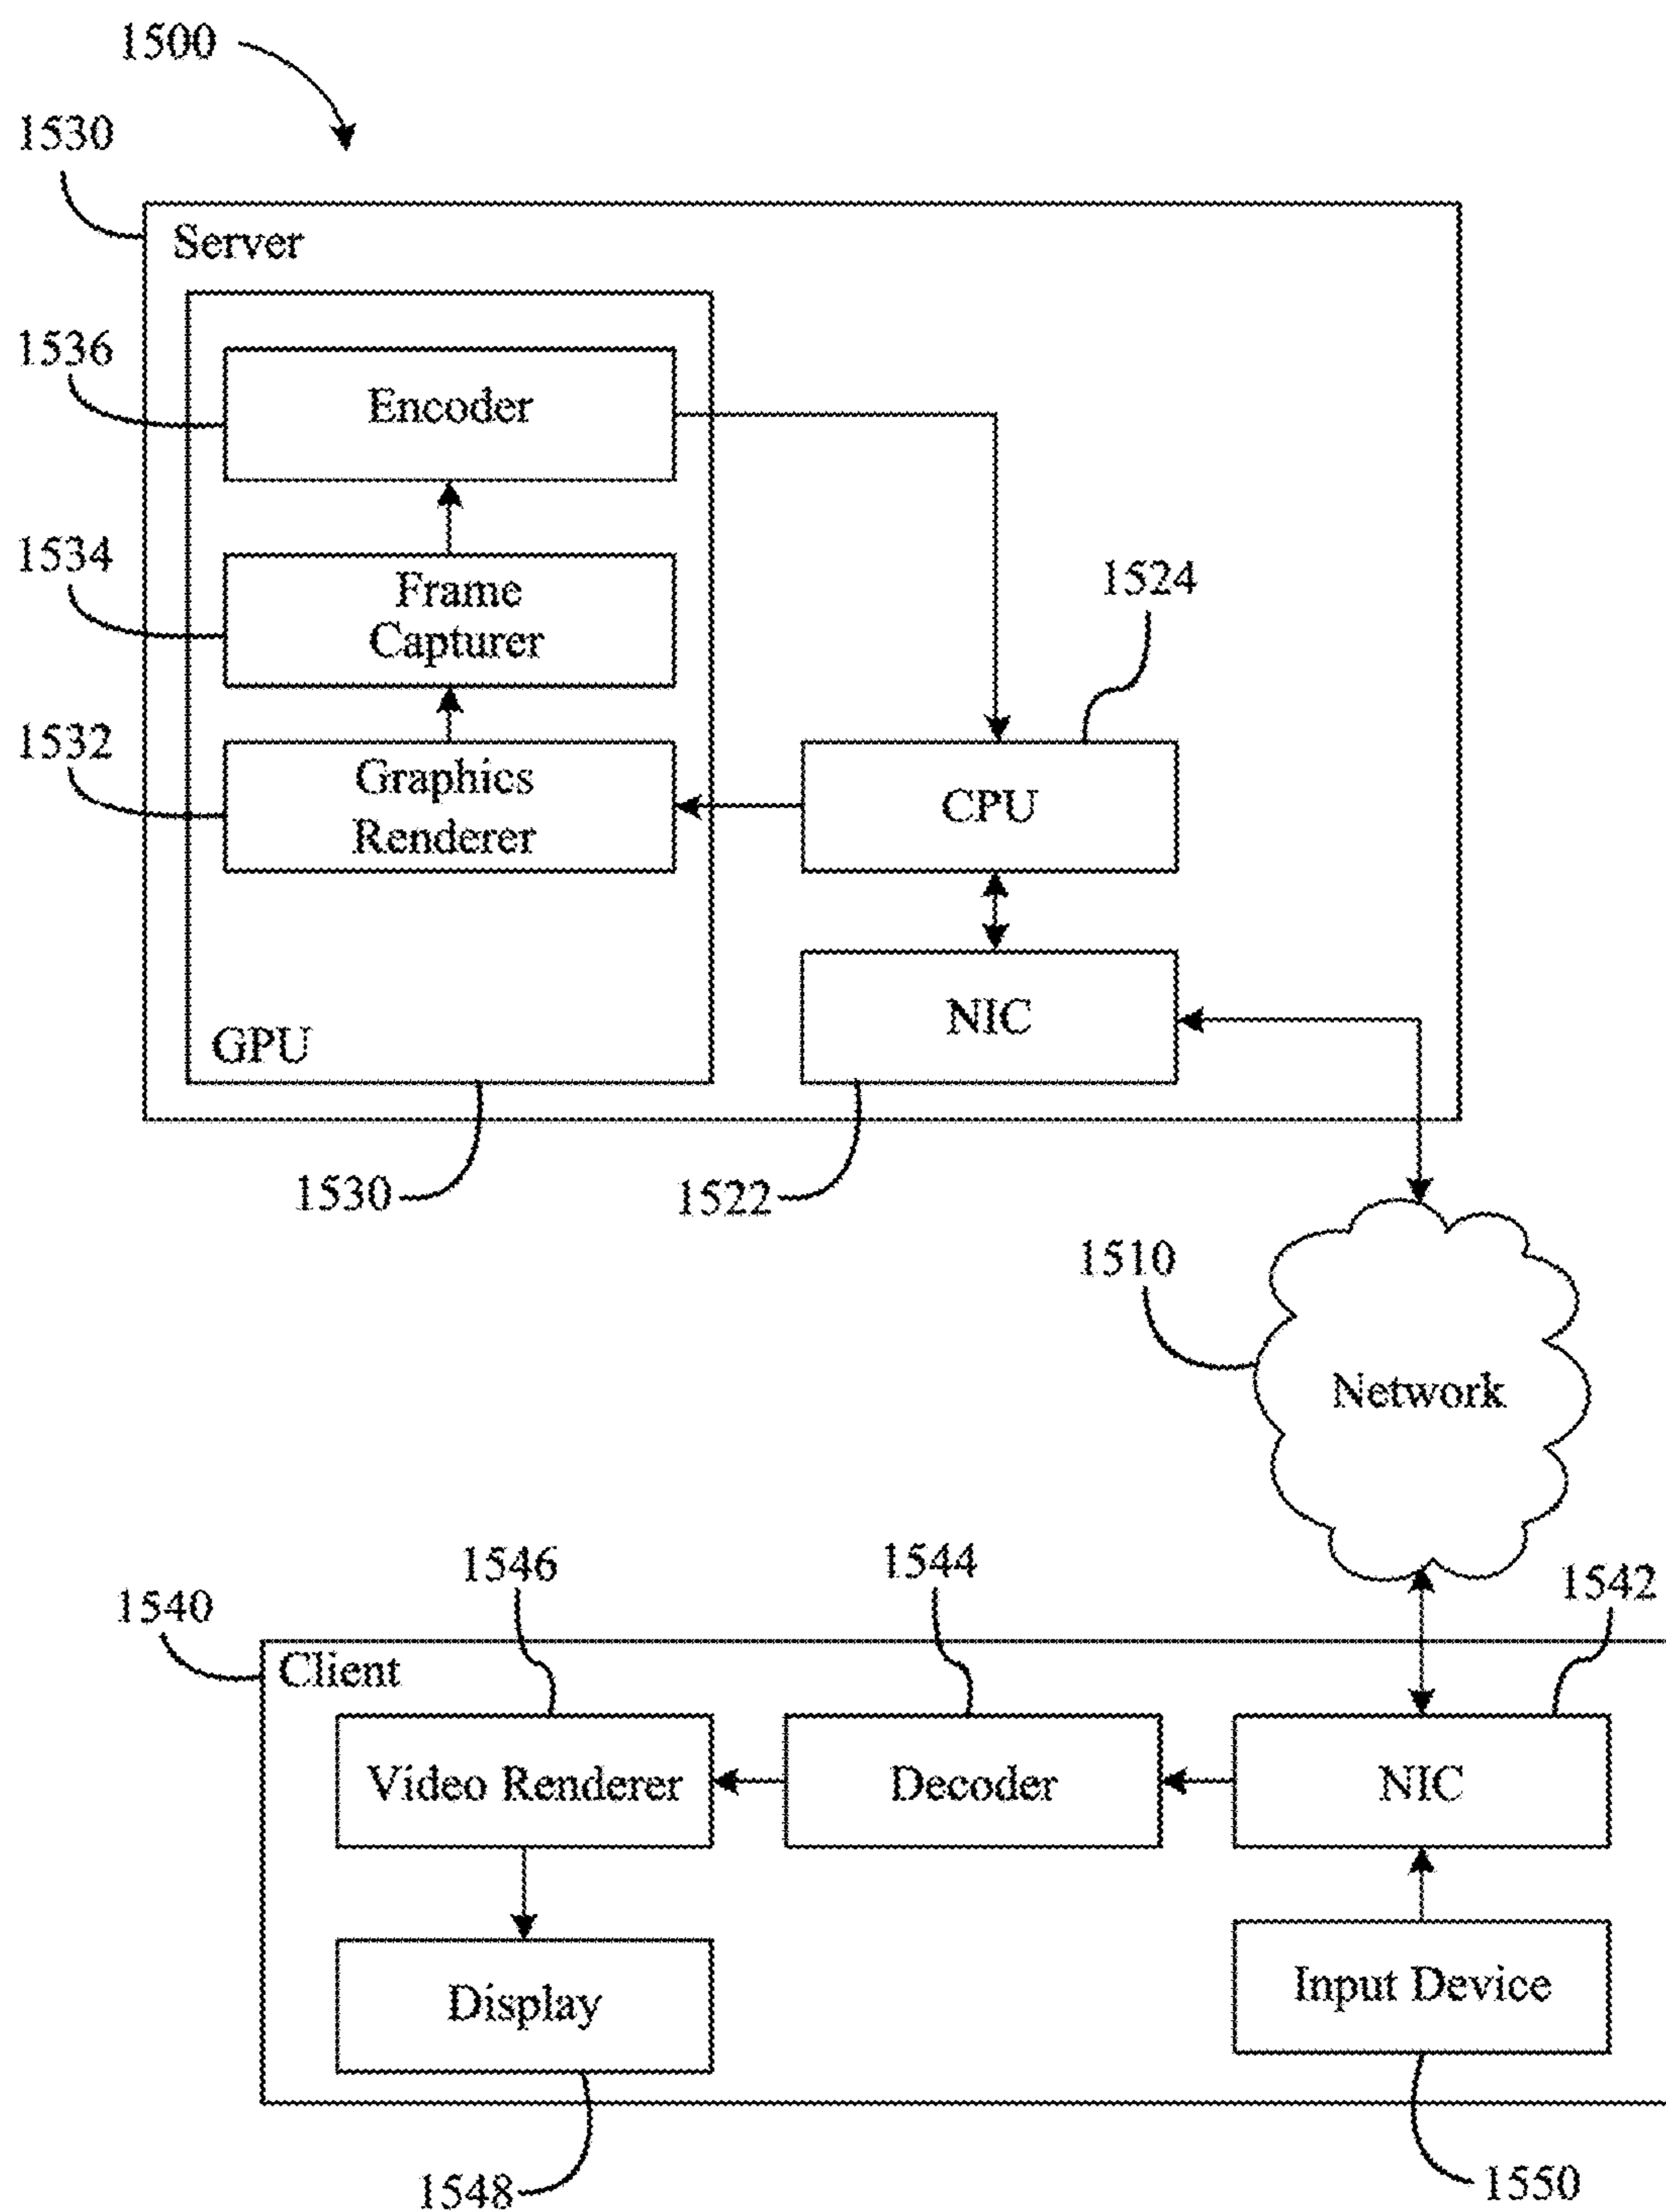 1500
1530
Server
1536
Encoder
1534
Frame
Capturer
1524
1532
Graphics
Renderer
CPU
NIC
GPU
1530
1522
1510
Network
1546
1544
1542
1540
Client
Video Renderer
Decoder
NIC
Display
Input Device
1548
1550